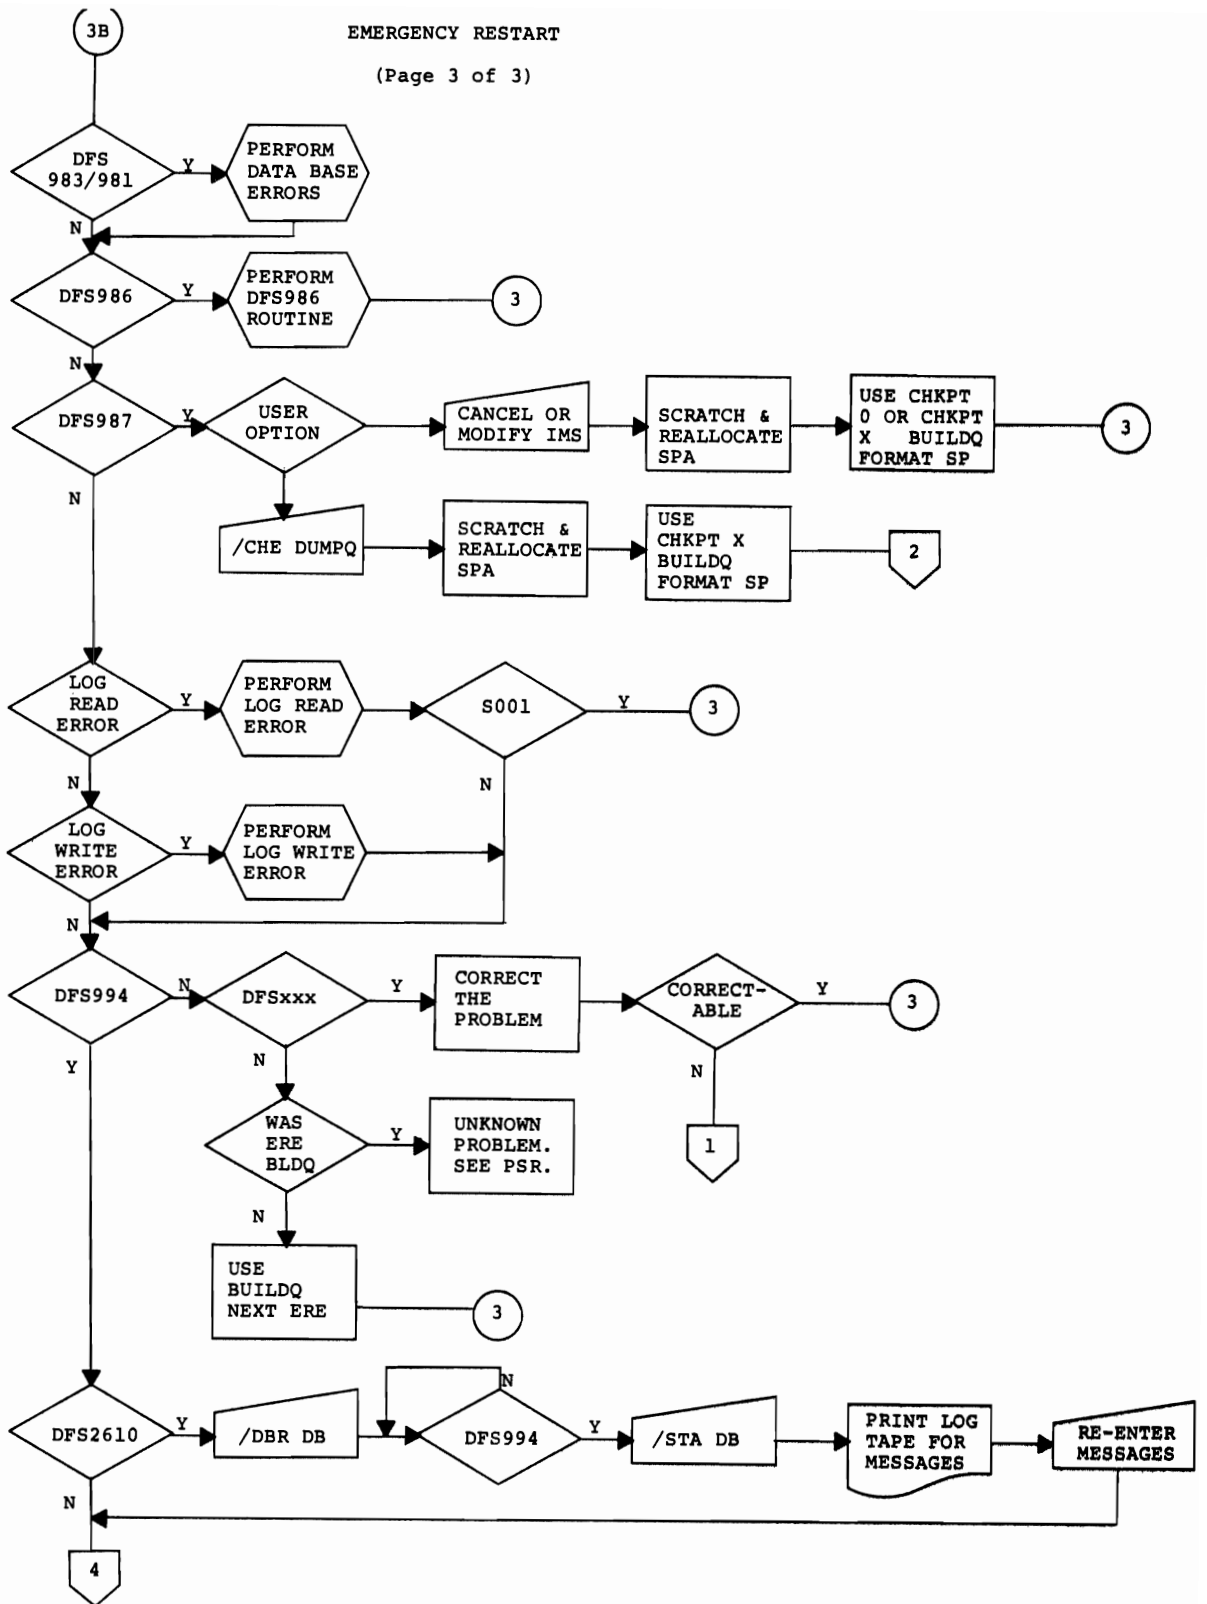 3B
EMERGENCY RESTART
(Page 3 of 3)
DFS
983/981
Y
PERFORM
DATA BASE
ERRORS
N
DFS986
Y
PERFORM
DFS986
ROUTINE
3
N
DFS987
Y
USER
OPTION
CANCEL OR
MODIFY IMS
SCRATCH &
REALLOCATE
SPA
USE CHKPT
0 OR CHKPT
X BUILDQ
FORMAT SP
3
N
/CHE DUMPQ
SCRATCH &
REALLOCATE
SPA
USE
CHKPT X
BUILDQ
FORMAT SP
2
LOG
READ
ERROR
Y
PERFORM
LOG READ
ERROR
S001
Y
3
N
N
LOG
WRITE
ERROR
Y
PERFORM
LOG WRITE
ERROR
N
DFS994
N
DFSxxx
Y
CORRECT
THE
PROBLEM
CORRECT-
ABLE
Y
3
Y
N
N
WAS
ERE
BLDQ
Y
UNKNOWN
PROBLEM.
SEE PSR.
1
N
USE
BUILDQ
NEXT ERE
3
DFS2610
Y
/DBR DB
N
DFS994
Y
/STA DB
PRINT LOG
TAPE FOR
MESSAGES
RE-ENTER
MESSAGES
N
4